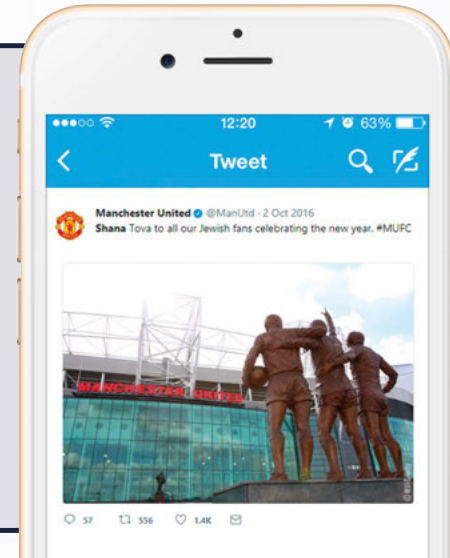 12:20
63%
Tweet
Manchester United @ManUtd · 2 Oct 2016
Shana Tova to all our Jewish fans celebrating the new year. #MUFC
MANCHESTER UNITED
57 556 1.4K